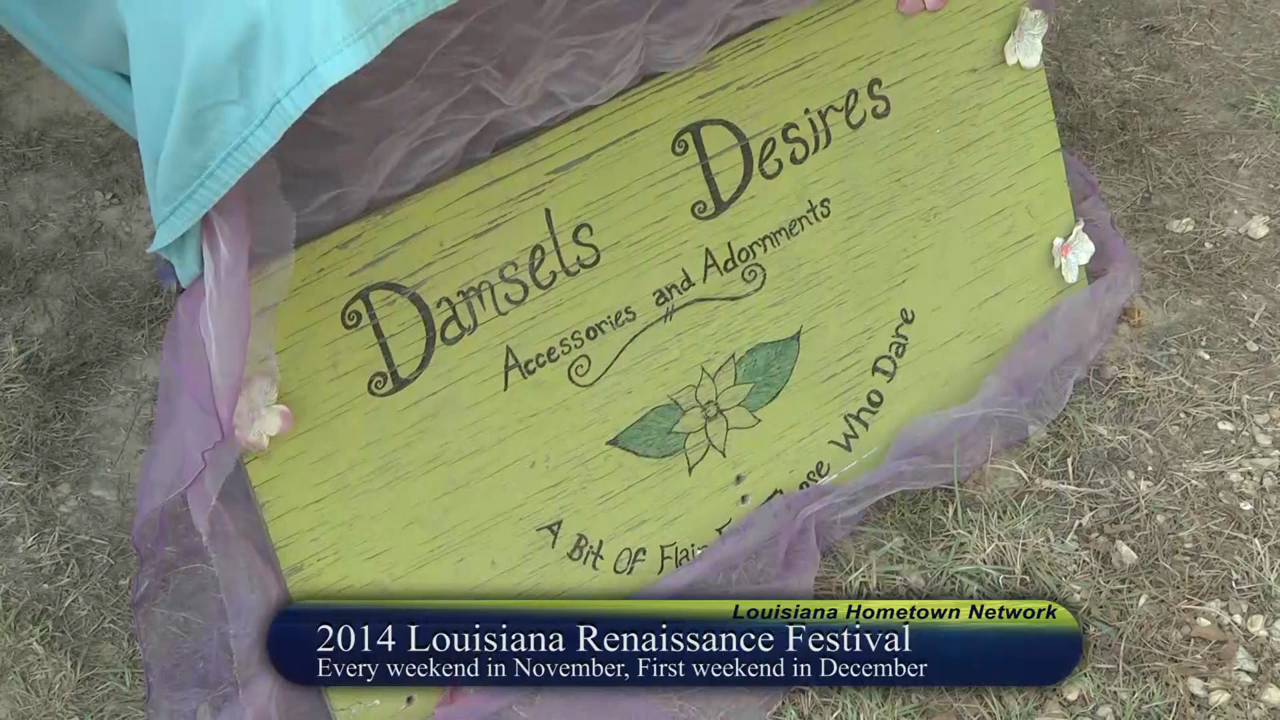 Damsels Desires
Accessories and Adornments
A Bit Of Who Dare
Louisiana Hometown Network
2014 Louisiana Renaissance Festival
Every weekend in November, First weekend in December